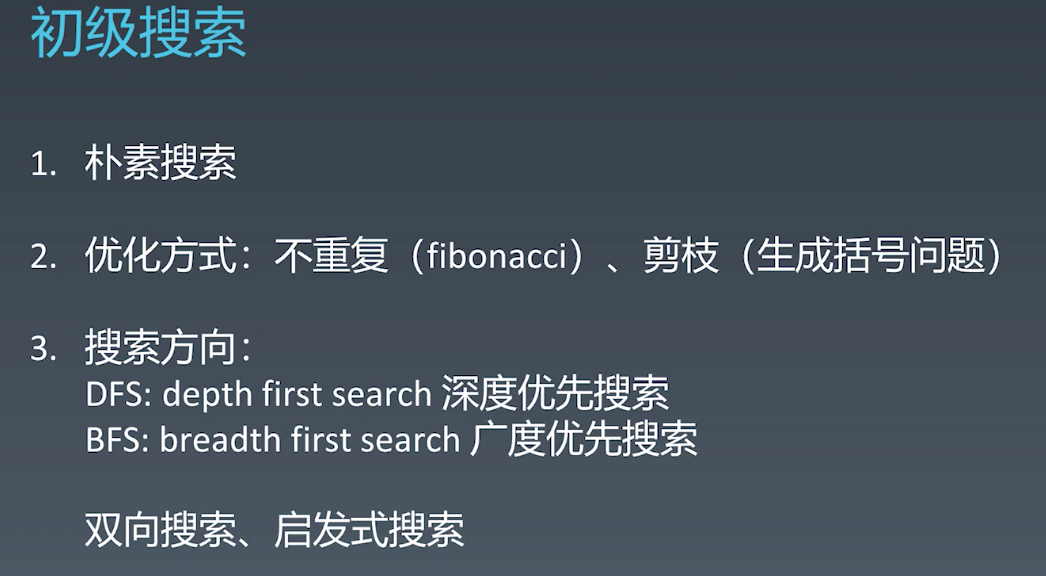 初级搜索
1. 朴素搜索
2. 优化方式：不重复（fibonacci）、剪枝（生成括号问题）
3. 搜索方向：
DFS: depth first search 深度优先搜索
BFS: breadth first search 广度优先搜索
双向搜索、启发式搜索